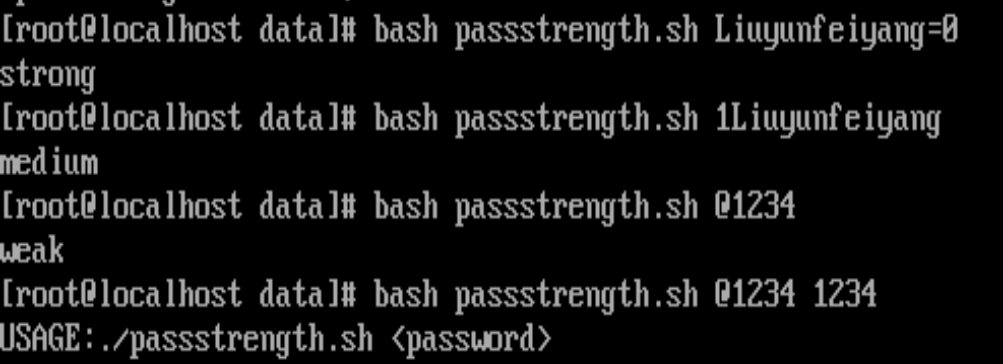 [root@localhost data]# bash passstrength.sh Liuyunfeiyang=0
strong
[root@localhost data]# bash passstrength.sh 1Liuyunfeiyang
medium
[root@localhost data]# bash passstrength.sh @1234
weak
[root@localhost data]# bash passstrength.sh @1234 1234
USAGE:./passstrength.sh <password>